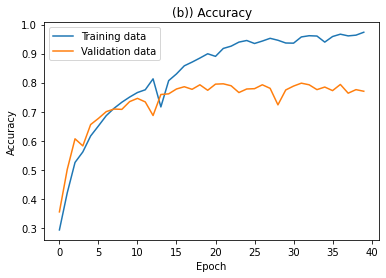 (b)) Accuracy
Training data
Validation data
Accuracy
1.0
0.9
0.8
0.7
0.6
0.5
0.4
0.3
0 5 10 15 20 25 30 35 40
Epoch